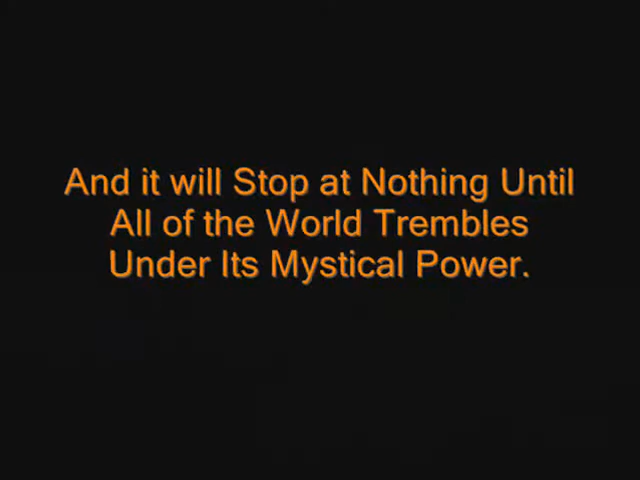 And it will Stop at Nothing Until
All of the World Trembles
Under Its Mystical Power.